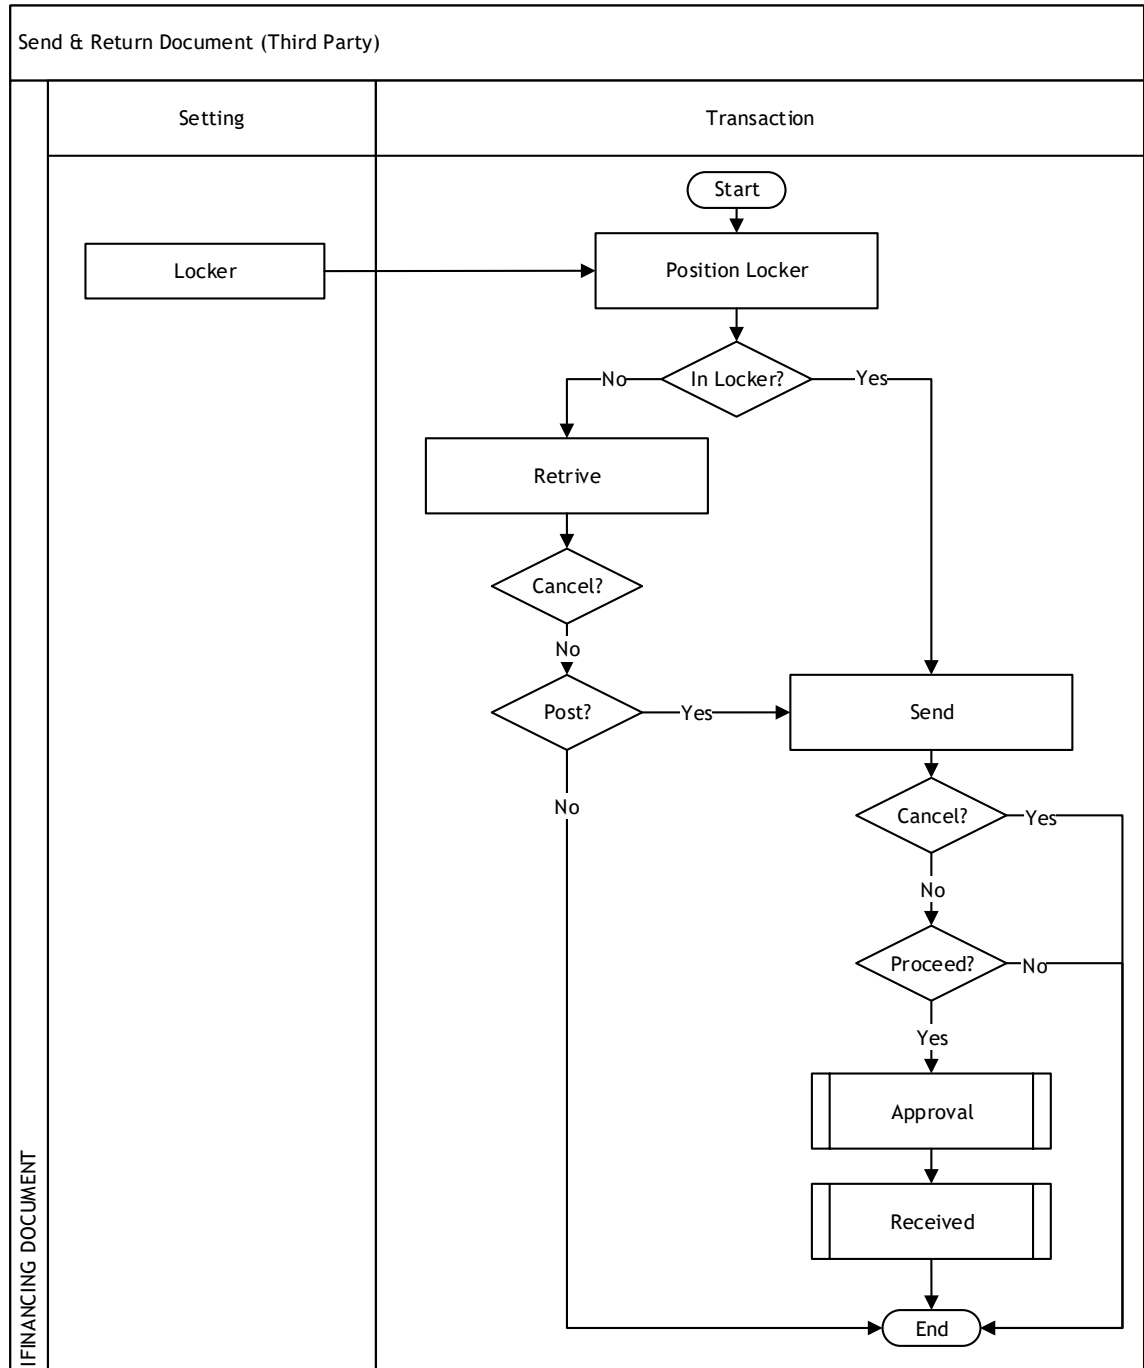 Send & Return Document (Third Party)
Setting
Transaction
Start
Locker
Position Locker
In Locker?
No
Yes
Retrive
Cancel?
No
Post?
Yes
Send
No
Cancel?
Yes
No
Proceed?
No
Yes
Approval
Received
End
IFINANCING DOCUMENT